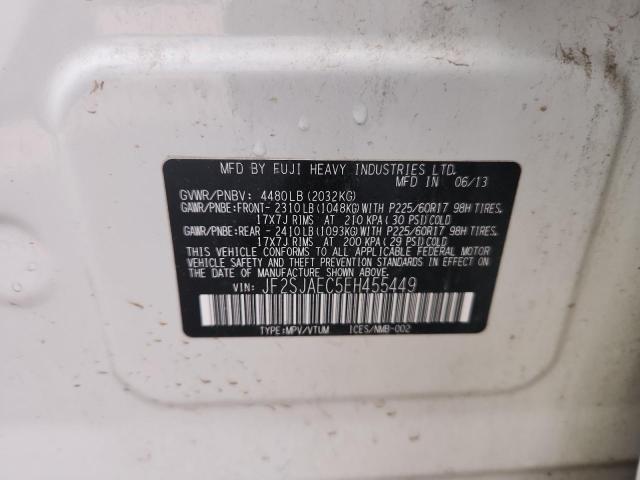 MFD BY FUJI HEAVY INDUSTRIES LTD.
MFD IN 06/13
GVWR/PNBV: 4480LB(2032KG)
GAWR/PNBE:FRONT-2310LB(1048KG)WITH P225/60R17 98H TIRES,
17X7J RIMS AT 210 KPA(30 PSI)COLD
GAWR/PNBE:REAR -2410LB(1093KG)WITH P225/60R17 98H TIRES,
17X7J RIMS AT 200 KPA(29 PSI)COLD
THIS VEHICLE CONFORMS TO ALL APPLICABLE FEDERAL MOTOR
VEHICLE SAFETY, BUMPER, AND THEFT PREVENTION STANDARDS
IN EFFECT ON THE DATE OF MANUFACTURE SHOWN ABOVE.
VIN: JF2SJAEC5EH455449
TYPE:MPV/VTUM ICES/NMB-002